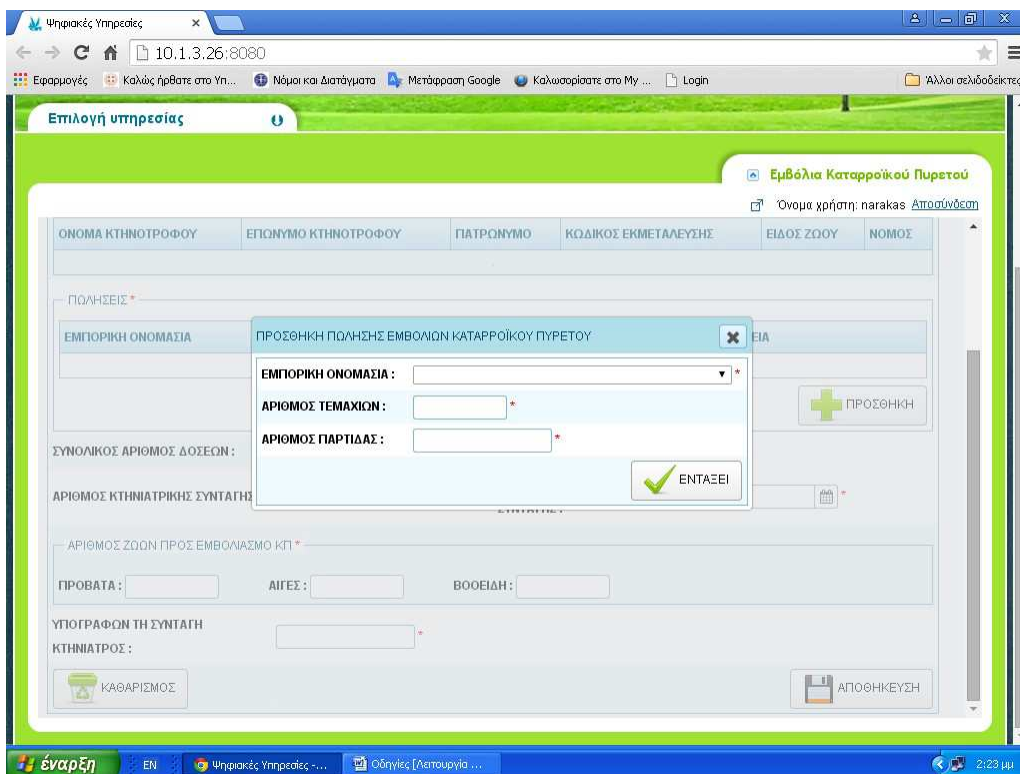 Ψηφιακές Υπηρεσίες
10.1.3.26:8080
Εφαρμογές Καλώς ήρθατε στο Υπ... Νόμοι και Διατάγματα Μετάφραση Google Καλωσορίσατε στο My ... Login Άλλοι σελιδοδείκτες
Επιλογή υπηρεσίας
Εμβόλια Καταρροϊκού Πυρετού
Όνομα χρήστη: narakas Αποσύνδεση
ΟΝΟΜΑ ΚΤΗΝΟΤΡΟΦΟΥ ΕΠΩΝΥΜΟ ΚΤΗΝΟΤΡΟΦΟΥ ΠΑΤΡΩΝΥΜΟ ΚΩΔΙΚΟΣ ΕΚΜΕΤΑΛΕΥΣΗΣ ΕΙΔΟΣ ΖΩΟΥ ΝΟΜΟΣ
ΠΩΛΗΣΕΙΣ *
ΕΜΠΟΡΙΚΗ ΟΝΟΜΑΣΙΑ ΕΙΑ
ΠΡΟΣΘΗΚΗ ΠΩΛΗΣΗΣ ΕΜΒΟΛΙΩΝ ΚΑΤΑΡΡΟΪΚΟΥ ΠΥΡΕΤΟΥ
ΕΜΠΟΡΙΚΗ ΟΝΟΜΑΣΙΑ : *
ΑΡΙΘΜΟΣ ΤΕΜΑΧΙΩΝ : *
ΑΡΙΘΜΟΣ ΠΑΡΤΙΔΑΣ : *
ΕΝΤΑΞΕΙ
ΠΡΟΣΘΗΚΗ
ΣΥΝΟΛΙΚΟΣ ΑΡΙΘΜΟΣ ΔΟΣΕΩΝ :
ΑΡΙΘΜΟΣ ΚΤΗΝΙΑΤΡΙΚΗΣ ΣΥΝΤΑΓΗΣ *
ΣΥΝΤΑΓΗΣ :
ΑΡΙΘΜΟΣ ΖΩΩΝ ΠΡΟΣ ΕΜΒΟΛΙΑΣΜΟ ΚΠ *
ΠΡΟΒΑΤΑ : ΑΙΓΕΣ : ΒΟΟΕΙΔΗ :
ΥΠΟΓΡΑΦΩΝ ΤΗ ΣΥΝΤΑΓΗ
ΚΤΗΝΙΑΤΡΟΣ : *
ΚΑΘΑΡΙΣΜΟΣ ΑΠΟΘΗΚΕΥΣΗ
έναρξη EN Ψηφιακές Υπηρεσίες -... Οδηγίες [Λειτουργία ... 2:23 μμ